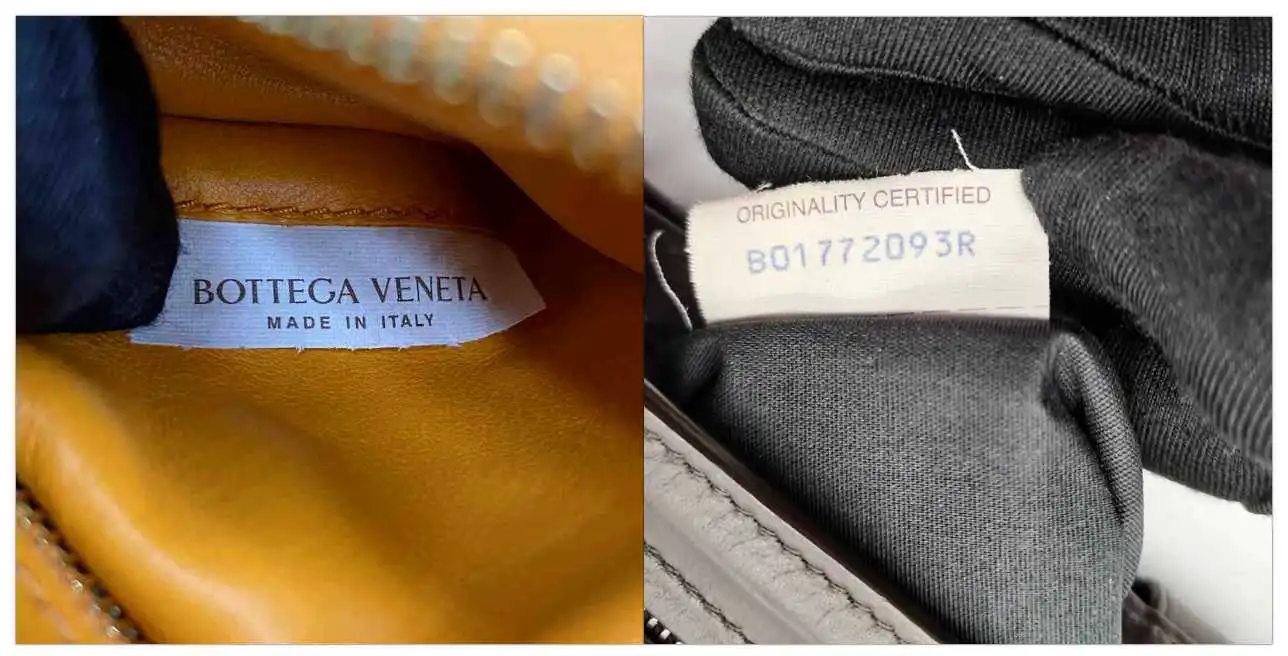 BOTTEGA VENETA
MADE IN ITALY
ORIGINALITY CERTIFIED
B01772093R